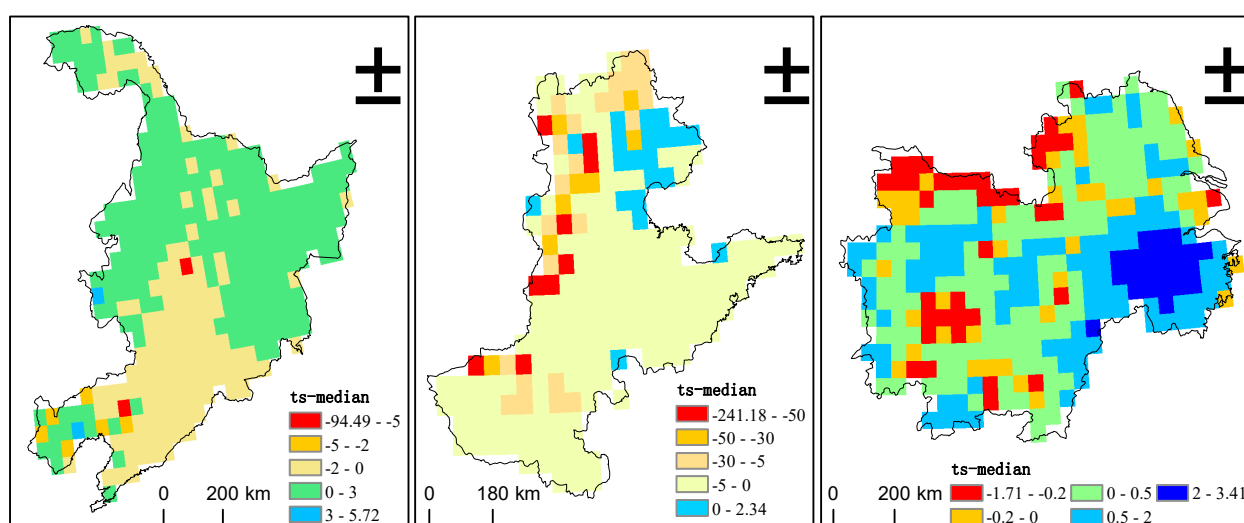 ts-median
-94.49 - -5
-5 - -2
-2 - 0
0 - 3
3 - 5.72
0 200 km
ts-median
-241.18 - -50
-50 - -30
-30 - -5
-5 - 0
0 - 2.34
0 180 km
ts-median
-1.71 - -0.2
-0.2 - 0
0 - 0.5
0.5 - 2
2 - 3.41
0 200 km